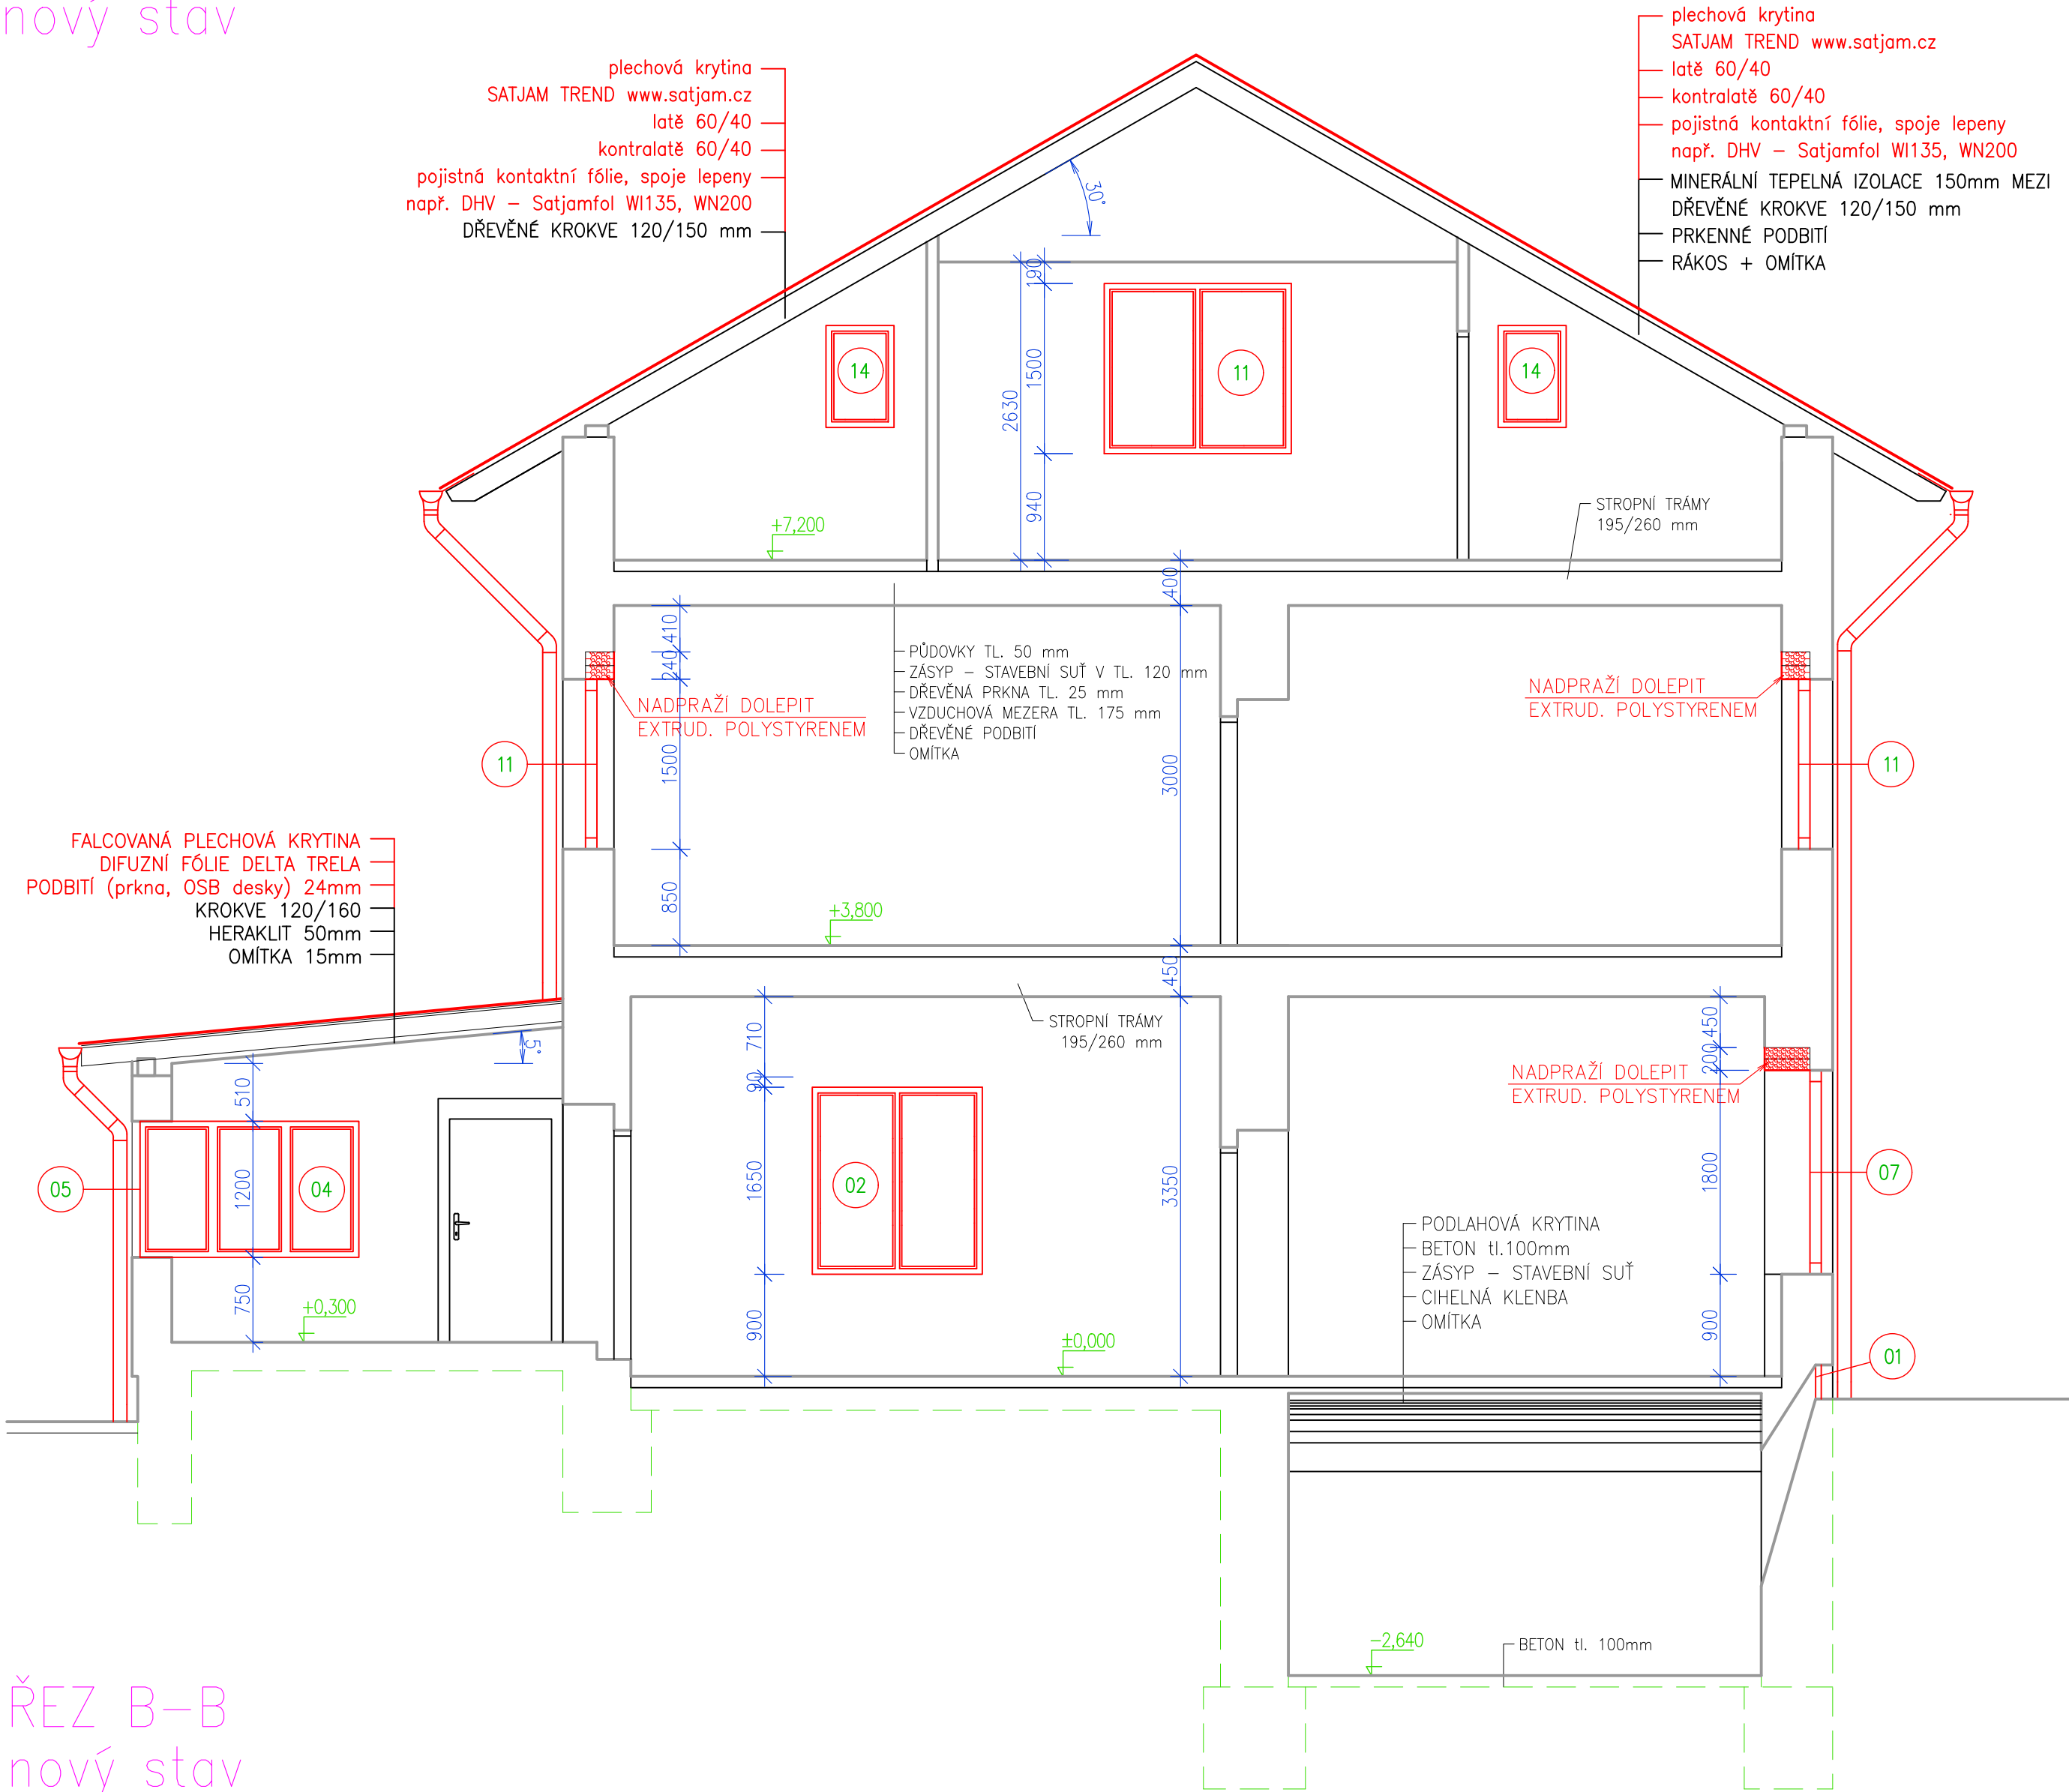 nový stav
plechová krytina
SATJAM TREND www.satjam.cz
latě 60/40
kontralatě 60/40
pojistná kontaktní fólie, spoje lepeny
např. DHV – Satjamfol WI135, WN200
DŘEVĚNÉ KROKVE 120/150 mm
plechová krytina
SATJAM TREND www.satjam.cz
latě 60/40
kontralatě 60/40
pojistná kontaktní fólie, spoje lepeny
např. DHV – Satjamfol WI135, WN200
MINERÁLNÍ TEPELNÁ IZOLACE 150mm MEZI
DŘEVĚNÉ KROKVE 120/150 mm
PRKENNÉ PODBITÍ
RÁKOS + OMÍTKA
30°
190
1500
2630
940
14
11
14
+7,200
STROPNÍ TRÁMY
195/260 mm
400
410
240
1500
850
3000
PŮDOVKY TL. 50 mm
ZÁSYP – STAVEBNÍ SUŤ V TL. 120 mm
DŘEVĚNÁ PRKNA TL. 25 mm
VZDUCHOVÁ MEZERA TL. 175 mm
DŘEVĚNÉ PODBITÍ
OMÍTKA
NADPRAŽÍ DOLEPIT
EXTRUD. POLYSTYRENEM
NADPRAŽÍ DOLEPIT
EXTRUD. POLYSTYRENEM
11
11
FALCOVANÁ PLECHOVÁ KRYTINA
DIFUZNÍ FÓLIE DELTA TRELA
PODBITÍ (prkna, OSB desky) 24mm
KROKVE 120/160
HERAKLIT 50mm
OMÍTKA 15mm
+3,800
450
STROPNÍ TRÁMY
195/260 mm
5°
510
1200
750
710
90
1650
900
3350
450
200
1800
900
NADPRAŽÍ DOLEPIT
EXTRUD. POLYSTYRENEM
05
04
02
07
01
PODLAHOVÁ KRYTINA
BETON tl.100mm
ZÁSYP – STAVEBNÍ SUŤ
CIHELNÁ KLENBA
OMÍTKA
+0,300
±0,000
-2,640
BETON tl. 100mm
ŘEZ B–B
nový stav